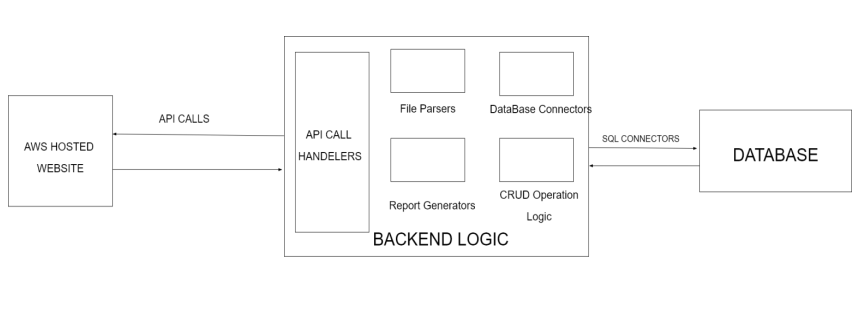 AWS HOSTED
WEBSITE
API CALLS
API CALL
HANDELERS
File Parsers
DataBase Connectors
Report Generators
CRUD Operation
Logic
BACKEND LOGIC
SQL CONNECTORS
DATABASE